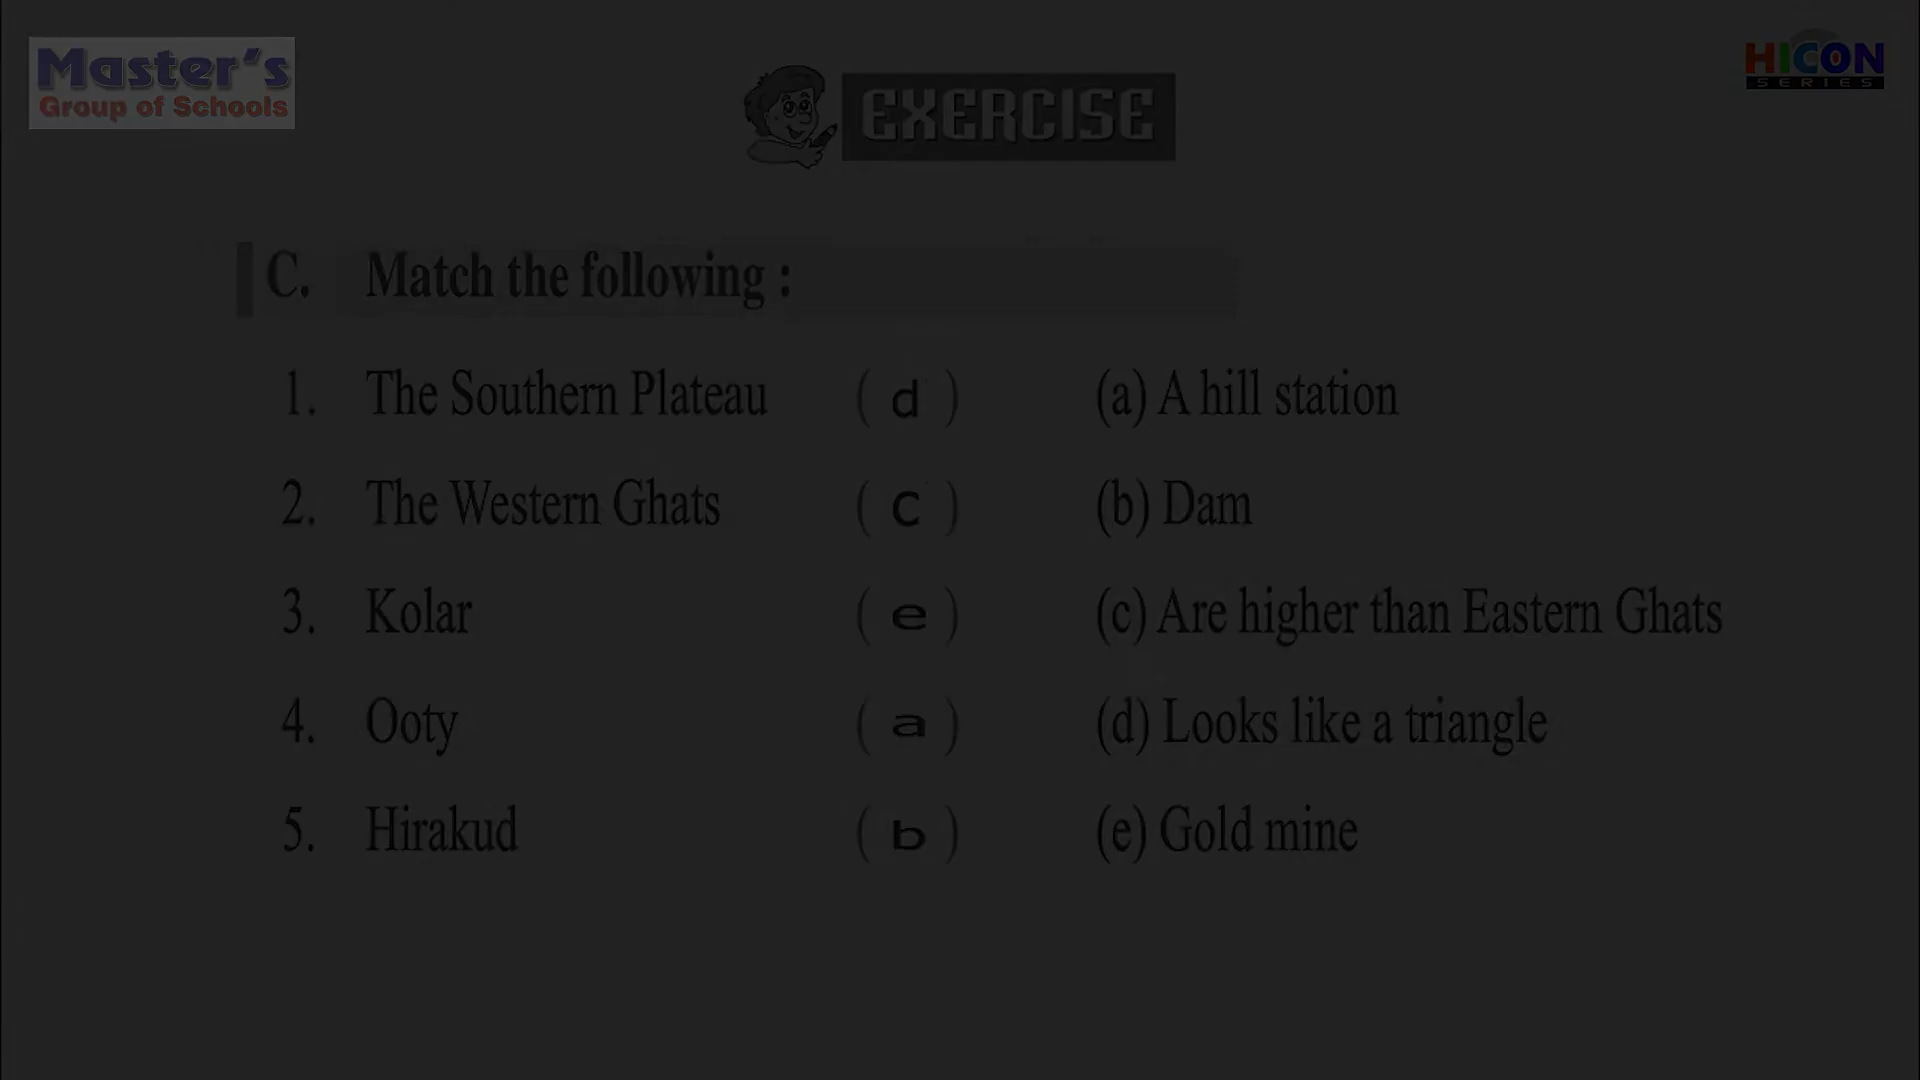 Master's
Group of Schools
HICON
SERIES
EXERCISE
C. Match the following :
1. The Southern Plateau ( d ) (a) A hill station
2. The Western Ghats ( c ) (b) Dam
3. Kolar ( e ) (c) Are higher than Eastern Ghats
4. Ooty ( a ) (d) Looks like a triangle
5. Hirakud ( b ) (e) Gold mine